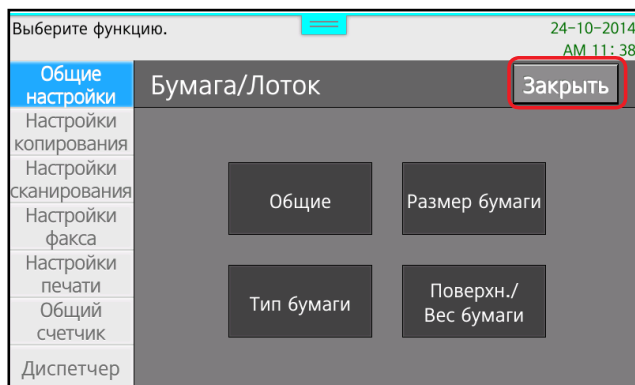 Выберите функцию.
24-10-2014
AM 11:38
Общие
настройки
Бумага/Лоток
Закрыть
Настройки
копирования
Настройки
сканирования
Настройки
факса
Настройки
печати
Общий
счетчик
Диспетчер
Общие
Размер бумаги
Тип бумаги
Поверхн./
Вес бумаги